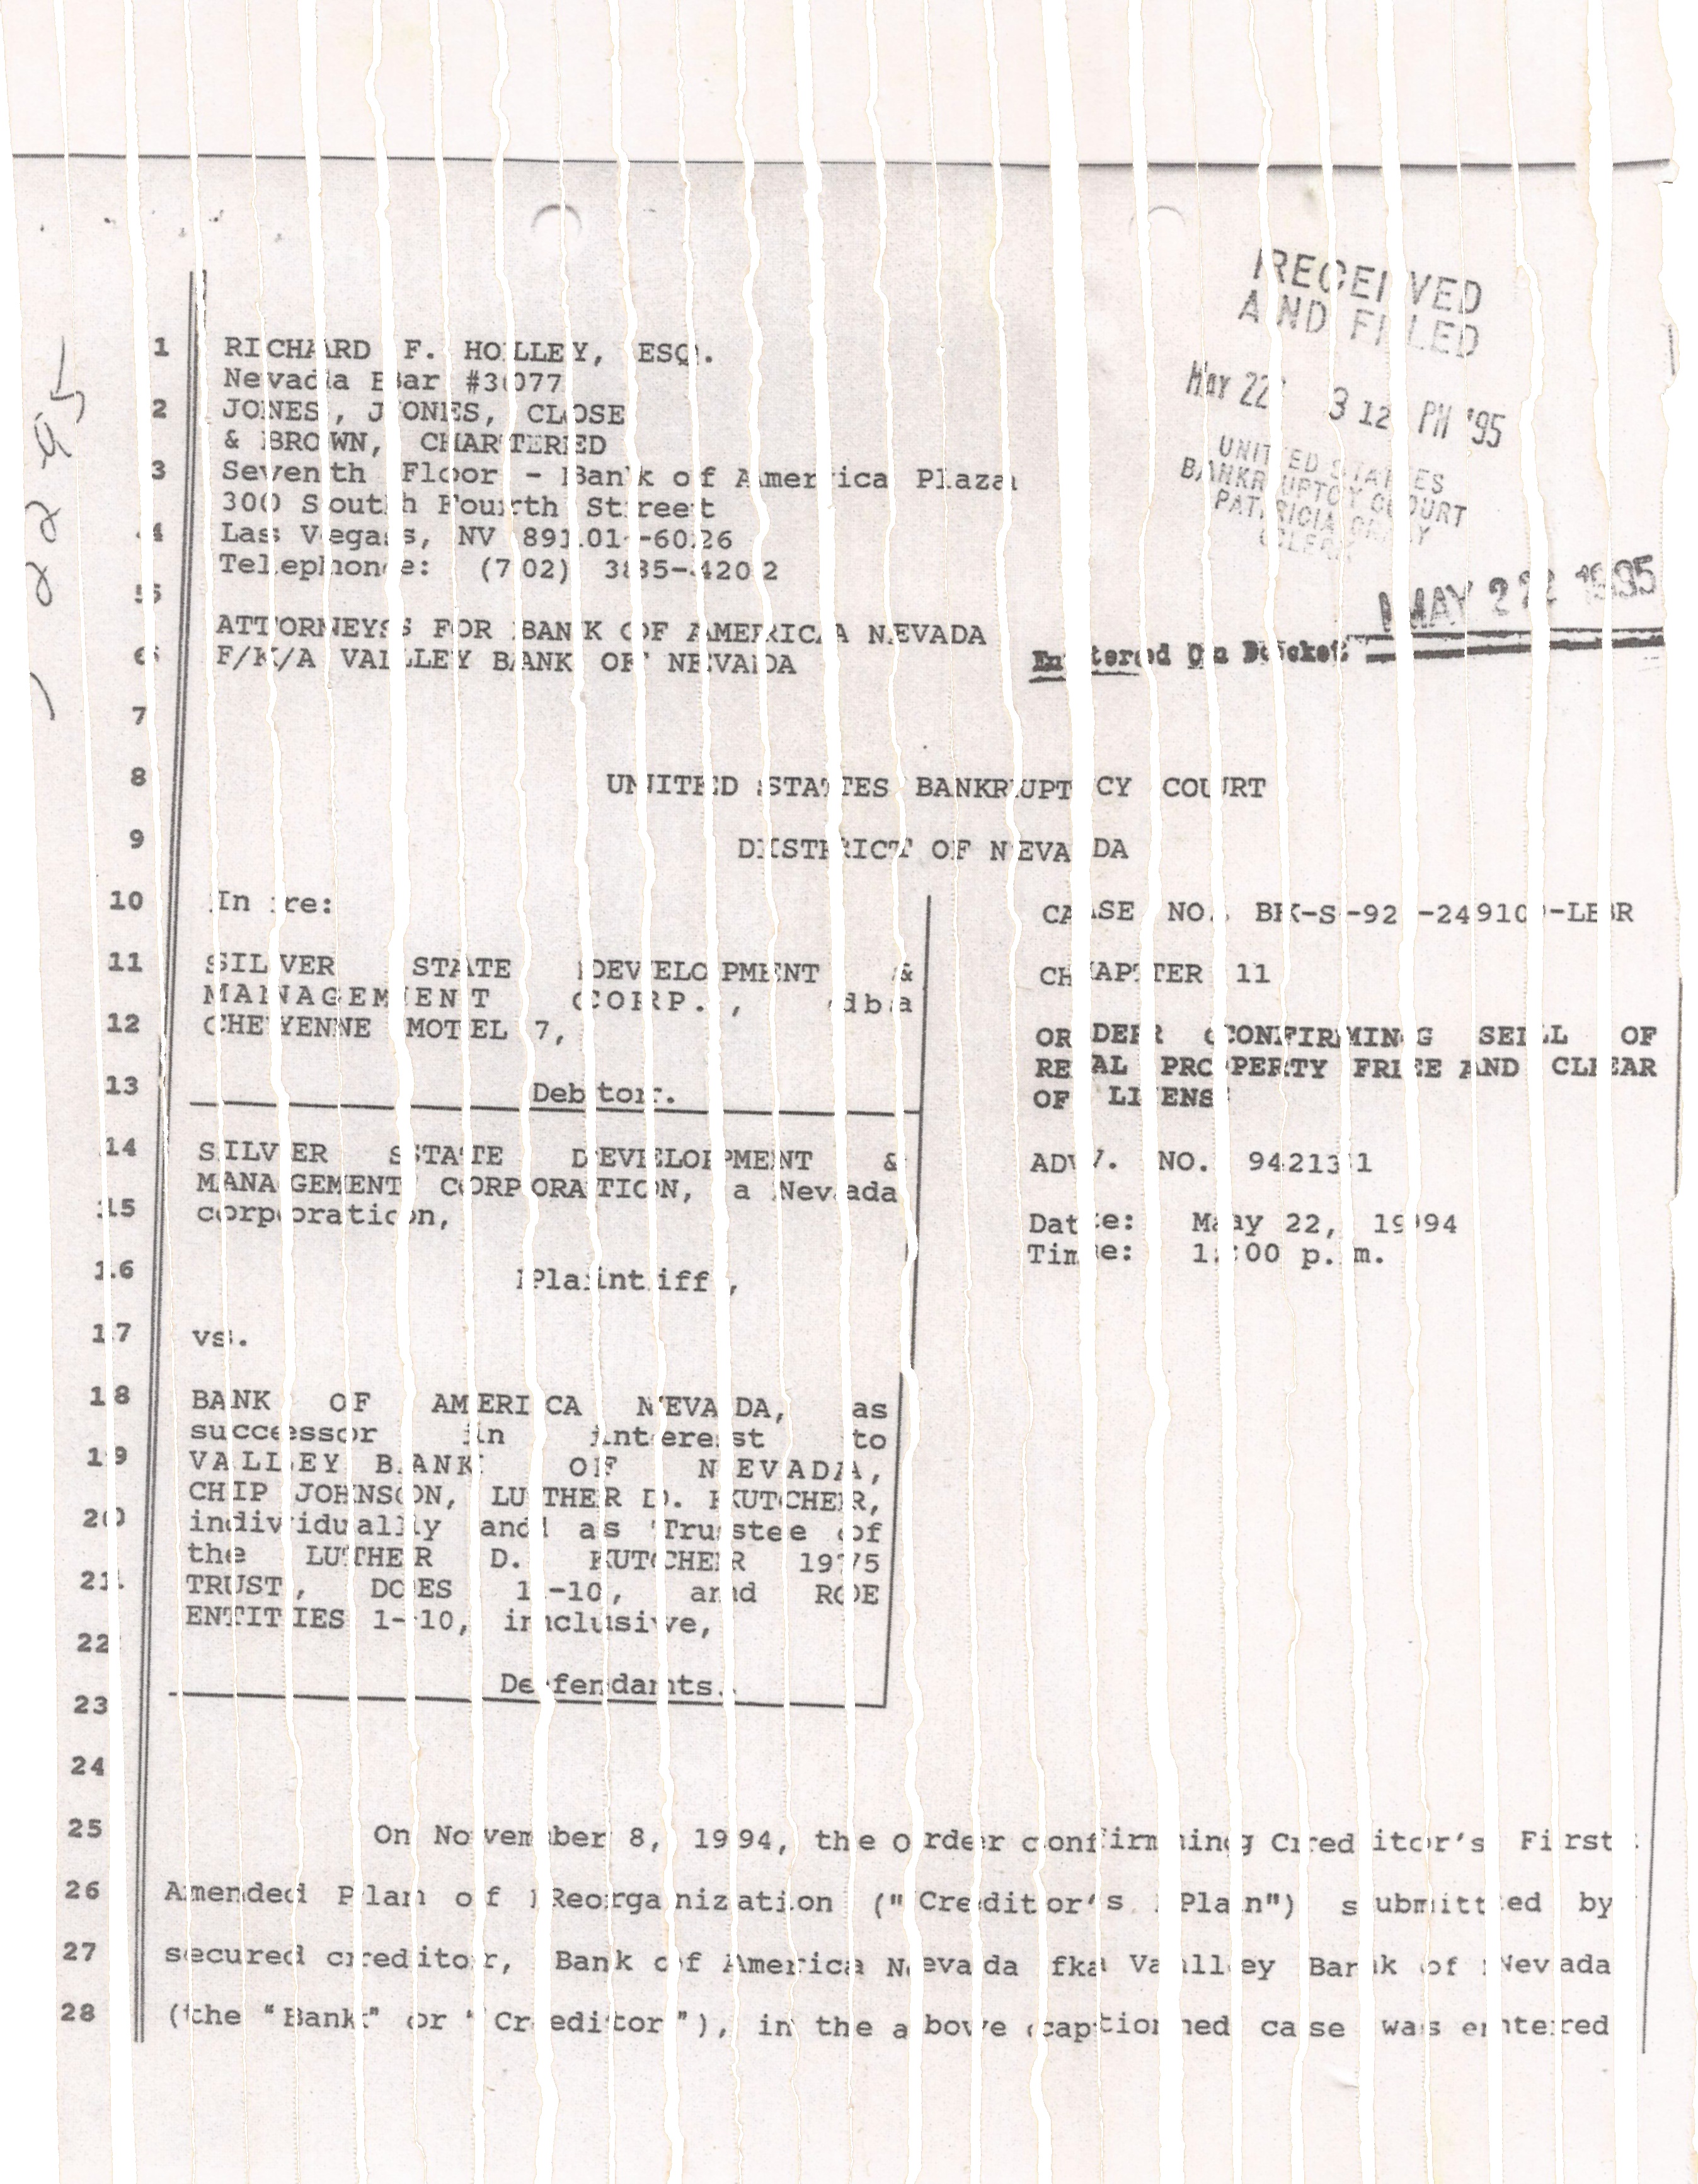 RECEIVED
AND FILED
MAY 22 3 12 PM '95
UNITED STATES
BANKRUPTCY COURT
PATRICIA GRAY
CLERK
MAY 22 1995
Entered On Docket
1 RICHARD F. HOLLEY, ESQ.
Nevada Bar #3077
2 JONES, JONES, CLOSE
& BROWN, CHARTERED
3 Seventh Floor - Bank of America Plaza
300 South Fourth Street
4 Las Vegas, NV 89101-6026
Telephone: (702) 385-4202
5
ATTORNEYS FOR BANK OF AMERICA NEVADA
6 F/K/A VALLEY BANK OF NEVADA
7
8 UNITED STATES BANKRUPTCY COURT
9 DISTRICT OF NEVADA
10 In re:
11 SILVER STATE DEVELOPMENT &
MANAGEMENT CORP., dba
12 CHEYENNE MOTEL 7,
13 Debtor.
14 SILVER STATE DEVELOPMENT &
MANAGEMENT CORPORATION, a Nevada
15 corporation,
16 Plaintiff,
17 vs.
18 BANK OF AMERICA NEVADA, as
successor in interest to
19 VALLEY BANK OF NEVADA,
CHIP JOHNSON, LUTHER D. KUTCHER,
20 individually and as Trustee of
the LUTHER D. KUTCHER 1975
21 TRUST, DOES 1-10, and ROE
ENTITIES 1-10, inclusive,
22
Defendants.
23
CASE NO. BK-S-92-24910-LBR
CHAPTER 11
ORDER CONFIRMING SELL OF
REAL PROPERTY FREE AND CLEAR
OF LIENS
ADV. NO. 942131
Date: May 22, 1994
Time: 1:00 p.m.
24
25 On November 8, 1994, the order confirming Creditor's First
26 Amended Plan of Reorganization ("Creditor's Plan") submitted by
27 secured creditor, Bank of America Nevada fka Valley Bank of Nevada
28 (the "Bank" or "Creditor"), in the above captioned case was entered